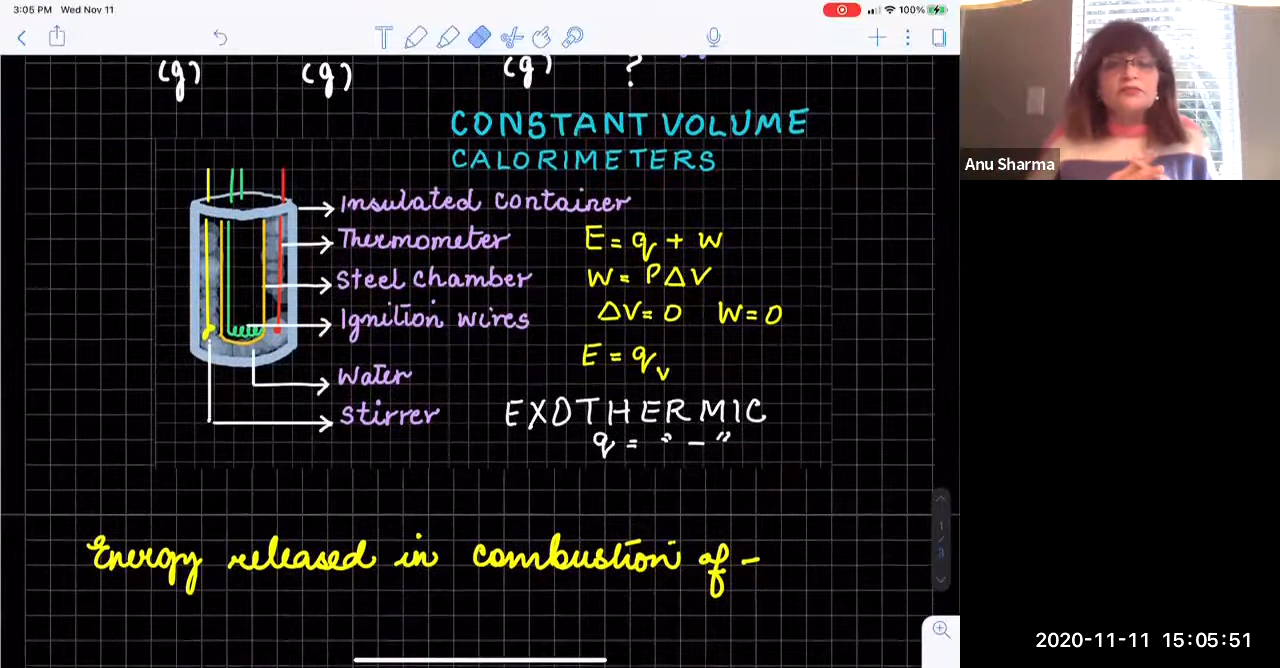 3:05 PM Wed Nov 11
100%
T
(g) (g) (g) ?
CONSTANT VOLUME
CALORIMETERS
Insulated container
Thermometer
Steel chamber
Ignition wires
Water
Stirrer
E = q + w
W = PΔV
ΔV = 0 W = 0
E = qv
EXOTHERMIC
q = " – "
Energy released in combustion of –
1
/
3
Anu Sharma
2020-11-11 15:05:51